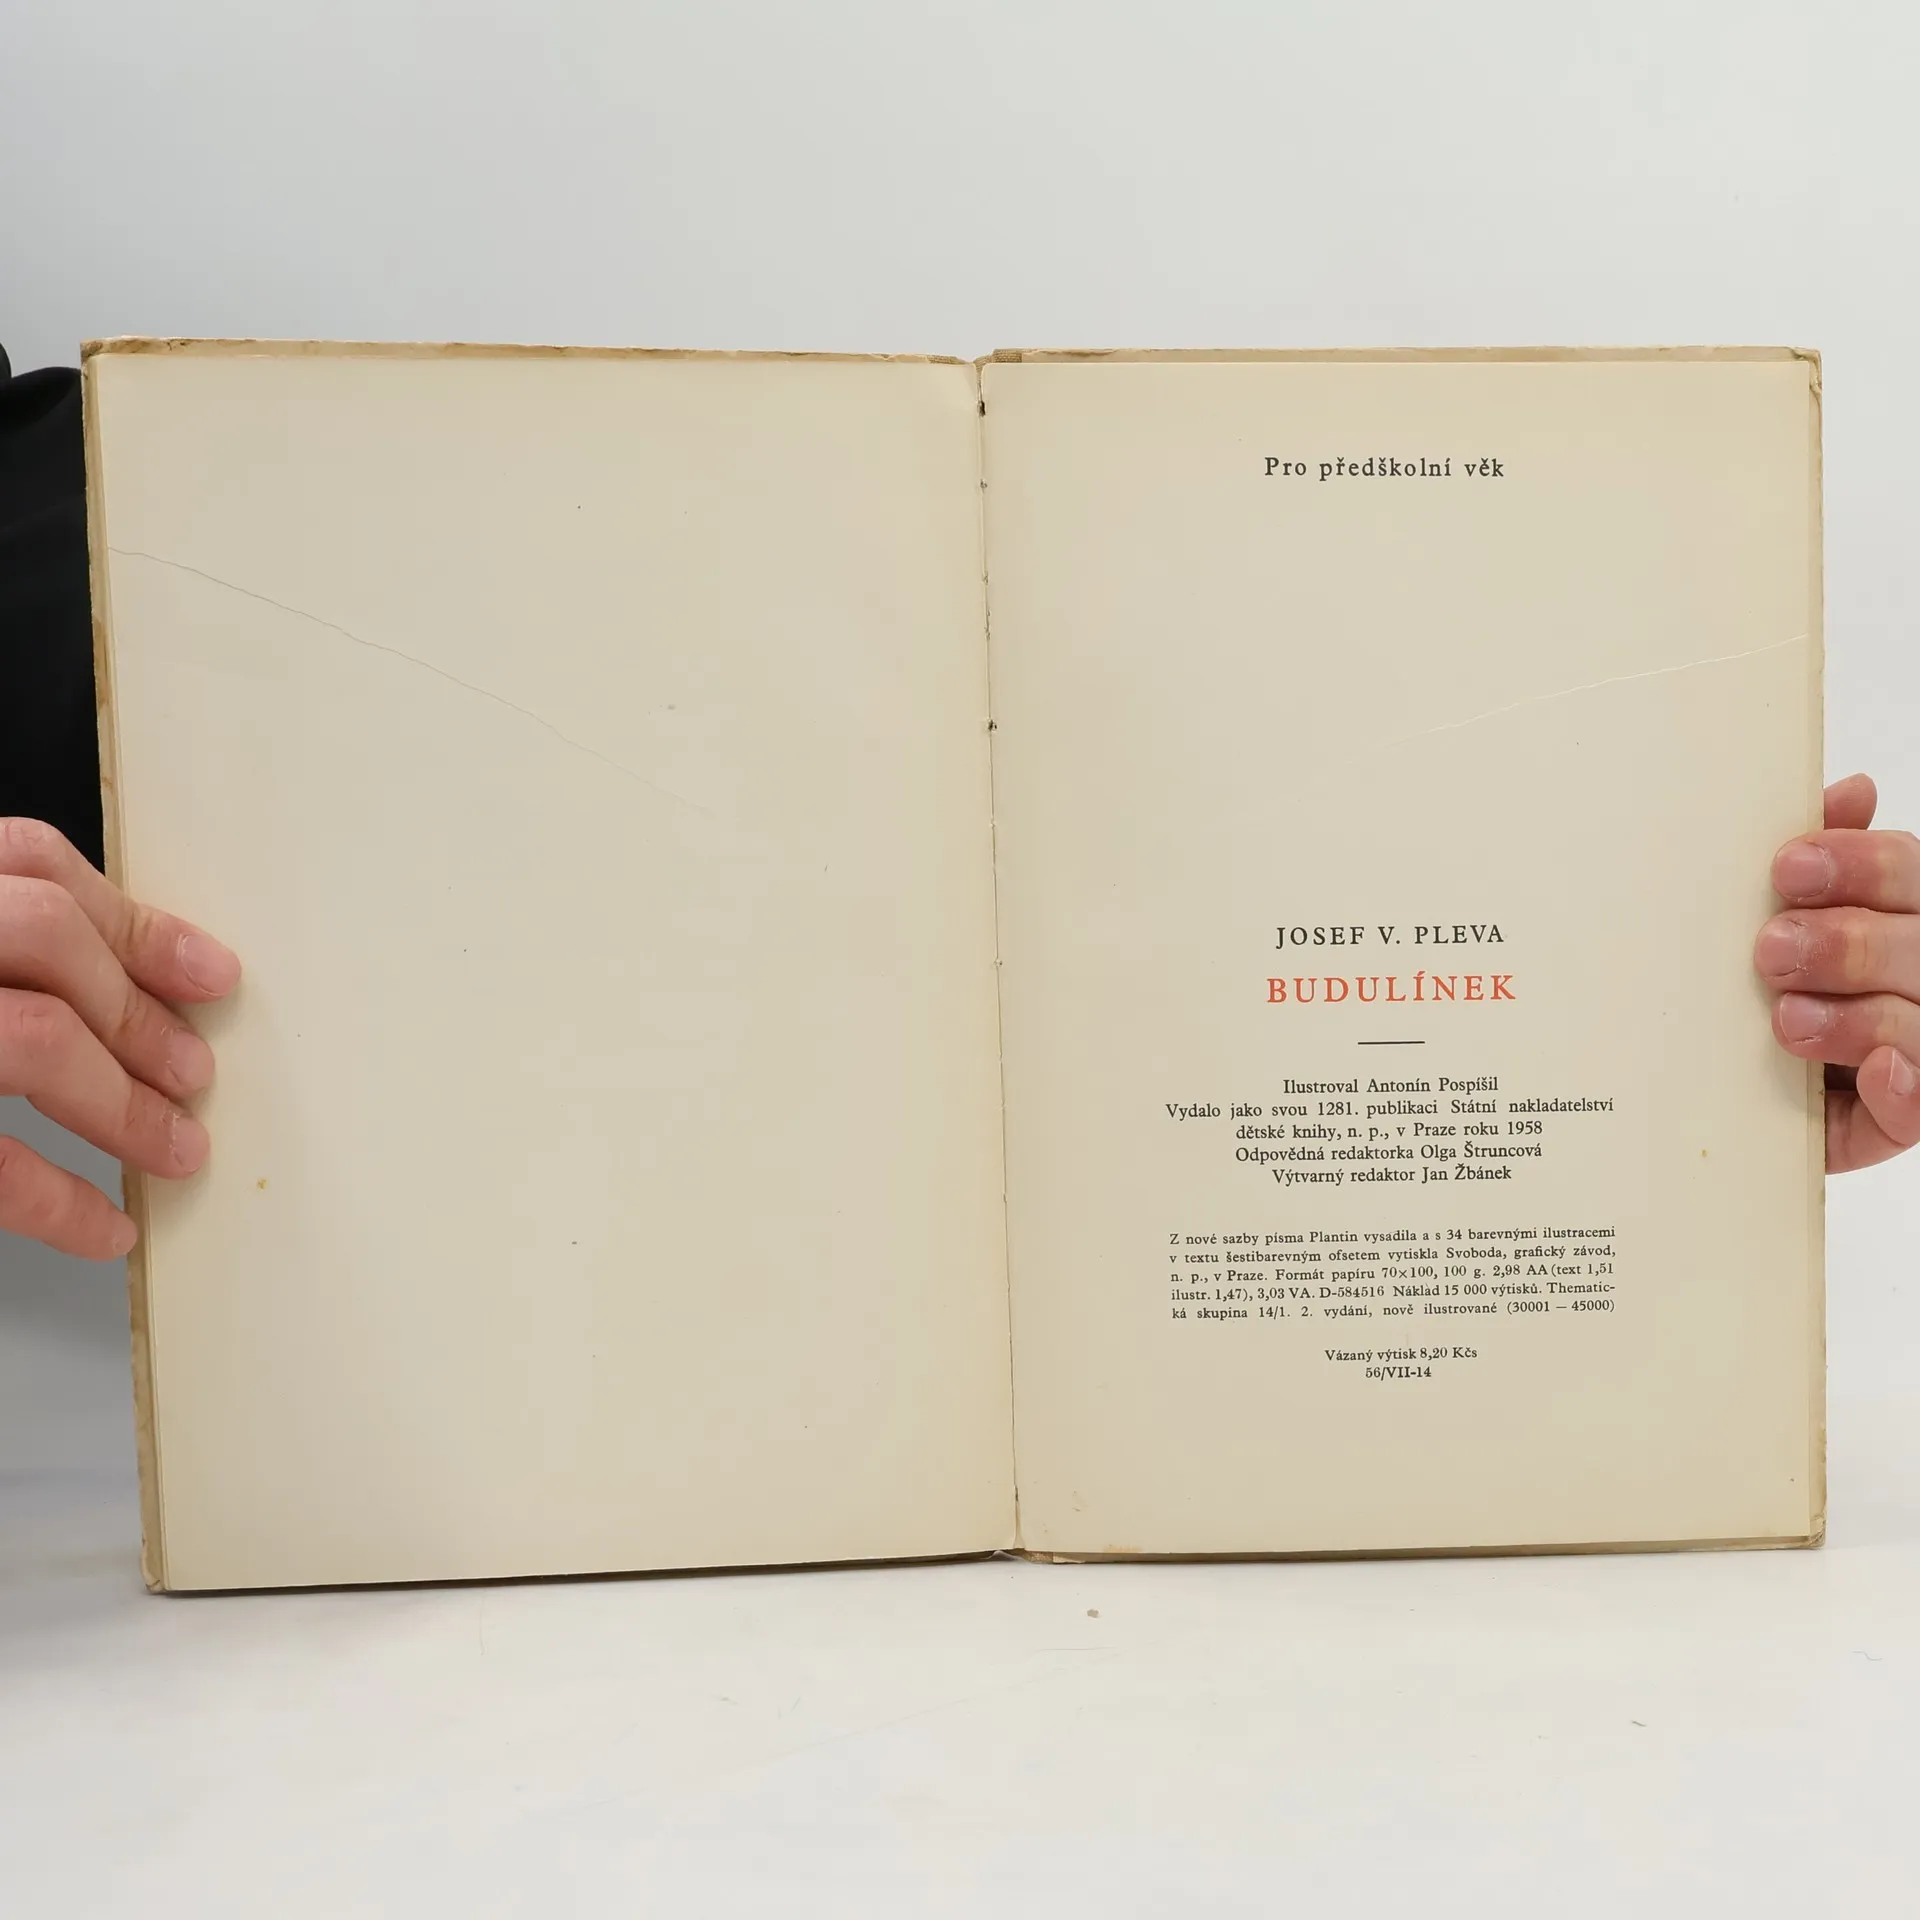 Pro předškolní věk
JOSEF V. PLEVA
BUDULÍNEK
Ilustroval Antonín Pospíšil
Vydalo jako svou 1281. publikaci Státní nakladatelství
dětské knihy, n. p., v Praze roku 1958
Odpovědná redaktorka Olga Štruncová
Výtvarný redaktor Jan Žbánek
Z nové sazby písma Plantin vysadila a s 34 barevnými ilustracemi
v textu šestibarevným ofsetem vytiskla Svoboda, grafický závod,
n. p., v Praze. Formát papíru 70×100, 100 g. 2,98 AA (text 1,51
ilustr. 1,47), 3,03 VA. D-584516 Náklad 15 000 výtisků. Thematic-
ká skupina 14/1. 2. vydání, nově ilustrované (30001 — 45000)
Vázaný výtisk 8,20 Kčs
56/VII-14